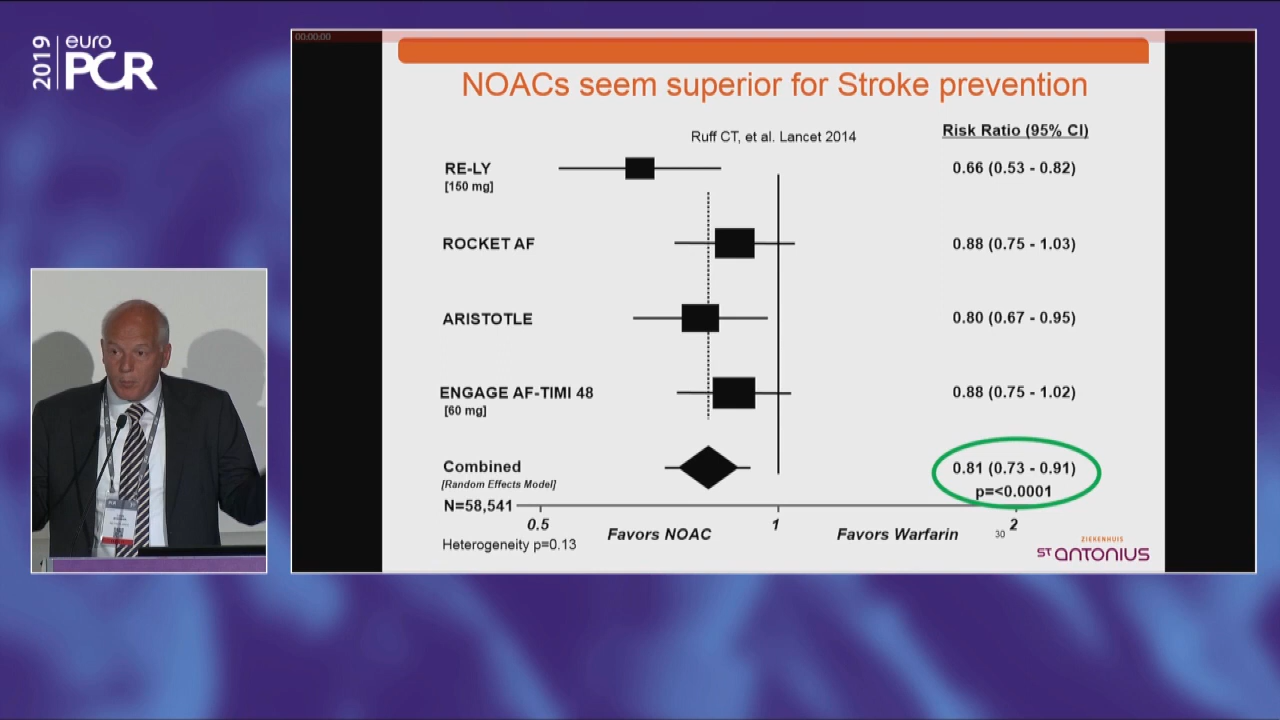 2019
euro
PCR
00:00:00
NOACs seem superior for Stroke prevention
Ruff CT, et al. Lancet 2014
Risk Ratio (95% CI)
RE-LY
0.66 (0.53 - 0.82)
[150 mg]
ROCKET AF
0.88 (0.75 - 1.03)
ARISTOTLE
0.80 (0.67 - 0.95)
ENGAGE AF-TIMI 48
0.88 (0.75 - 1.02)
[60 mg]
Combined
0.81 (0.73 - 0.91)
[Random Effects Model]
p=<0.0001
N=58,541
0.5
1
2
Favors NOAC
Favors Warfarin
30
Heterogeneity p=0.13
ZIEKENHUIS
ST ANTONIUS